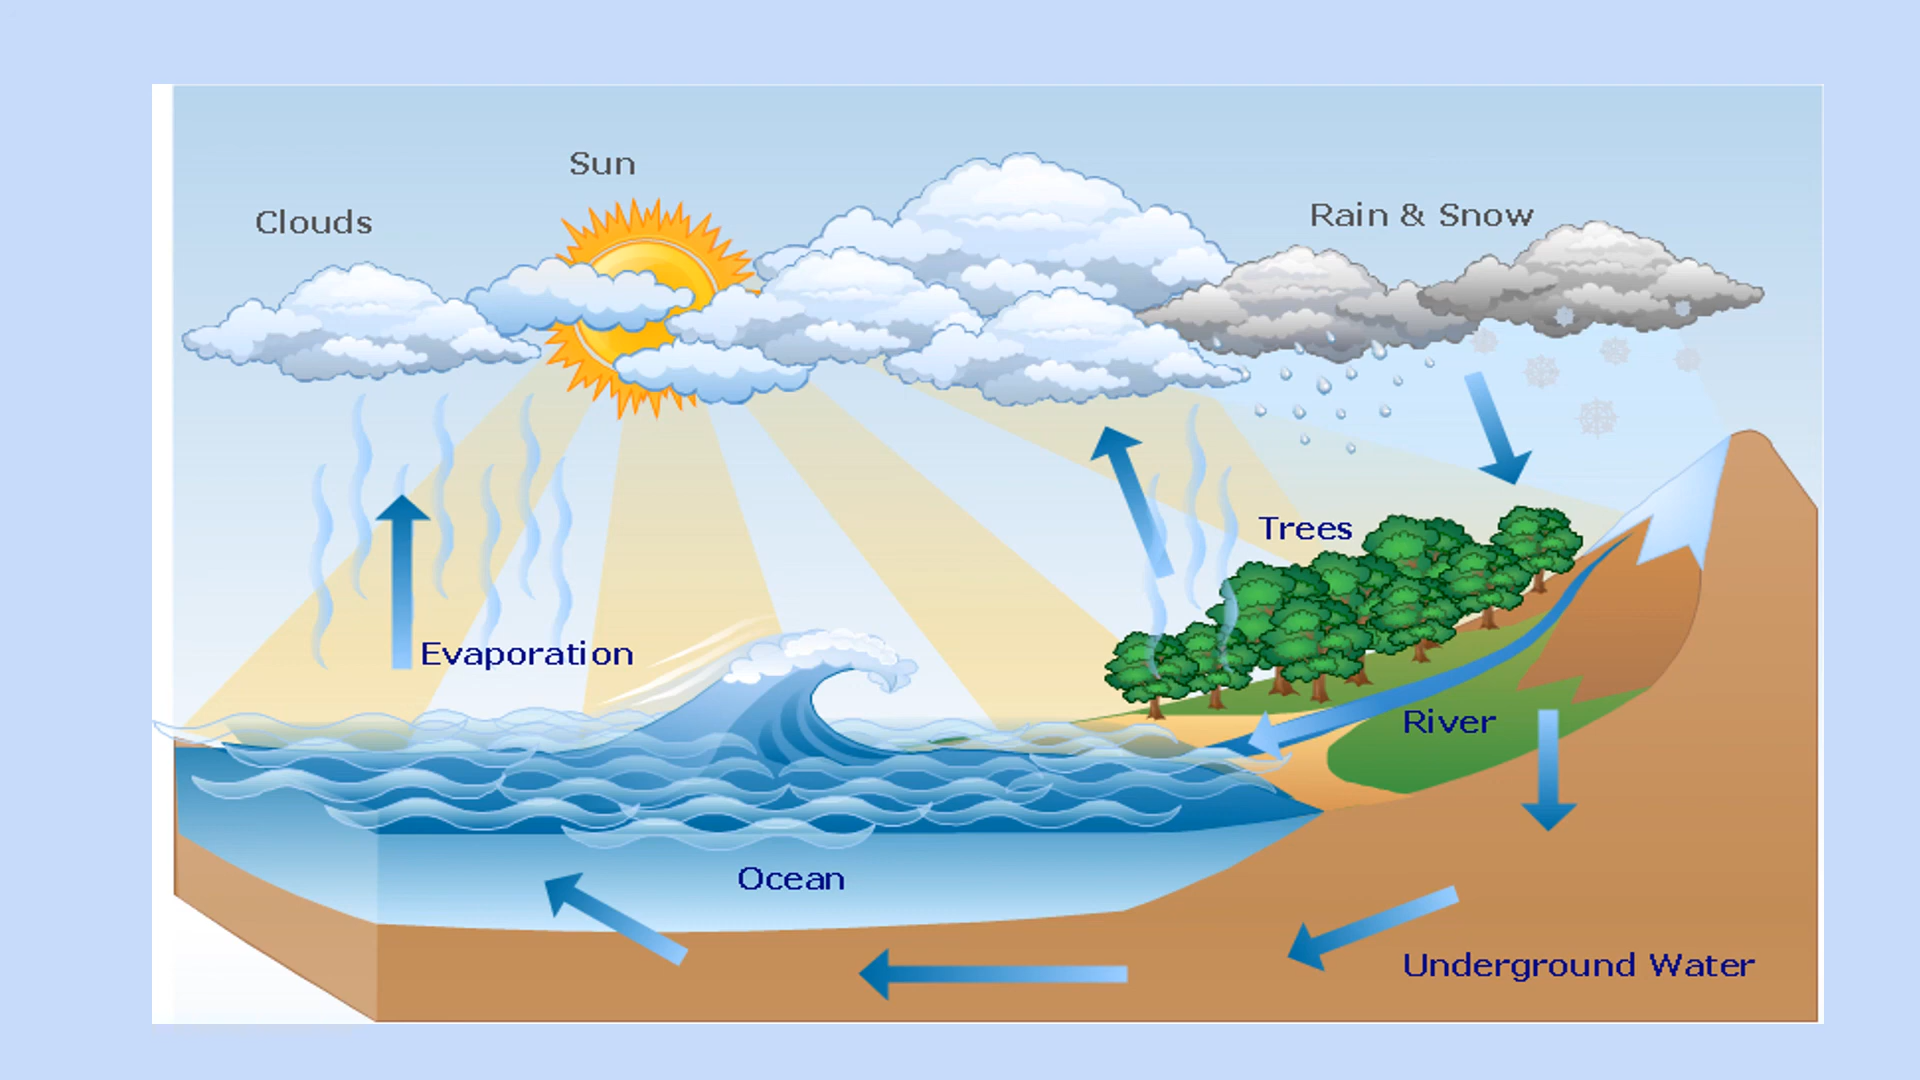 Sun
Clouds
Rain & Snow
Trees
Evaporation
River
Ocean
Underground Water